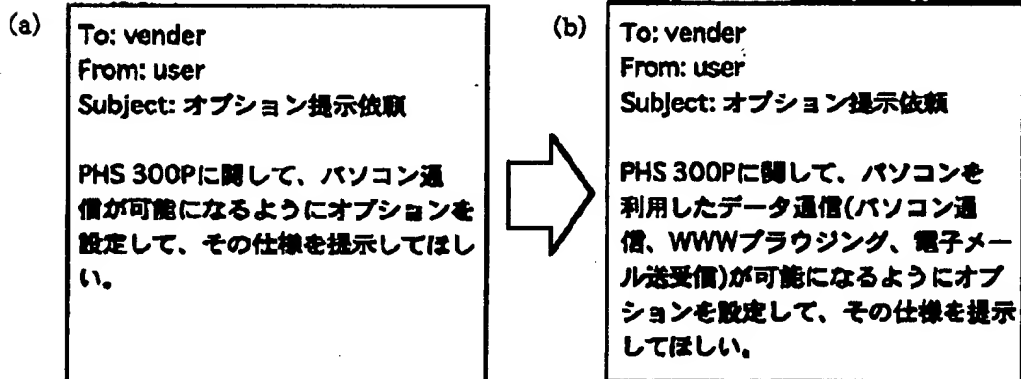 (a)
To: vender
From: user
Subject: オプション提示依頼
PHS 300Pに関して、パソコン通
信が可能になるようにオプションを
設定して、その仕様を提示してほし
い。
(b)
To: vender
From: user
Subject: オプション提示依頼
PHS 300Pに関して、パソコンを
利用したデータ通信(パソコン通
信、WWWブラウジング、電子メー
ル送受信)が可能になるようにオプ
ションを設定して、その仕様を提示
してほしい。